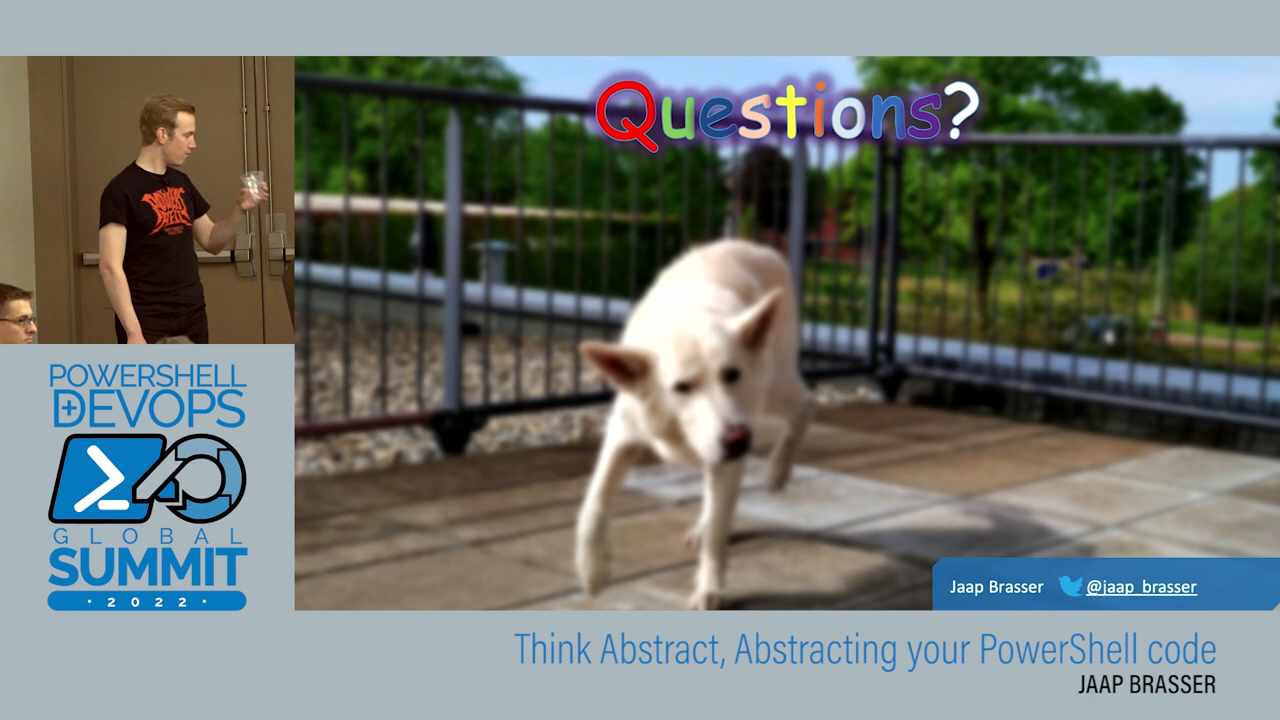 Questions?
POWERSHELL
+DEVOPS
GLOBAL
SUMMIT
· 2022 ·
Jaap Brasser @jaap_brasser
Think Abstract, Abstracting your PowerShell code
JAAP BRASSER